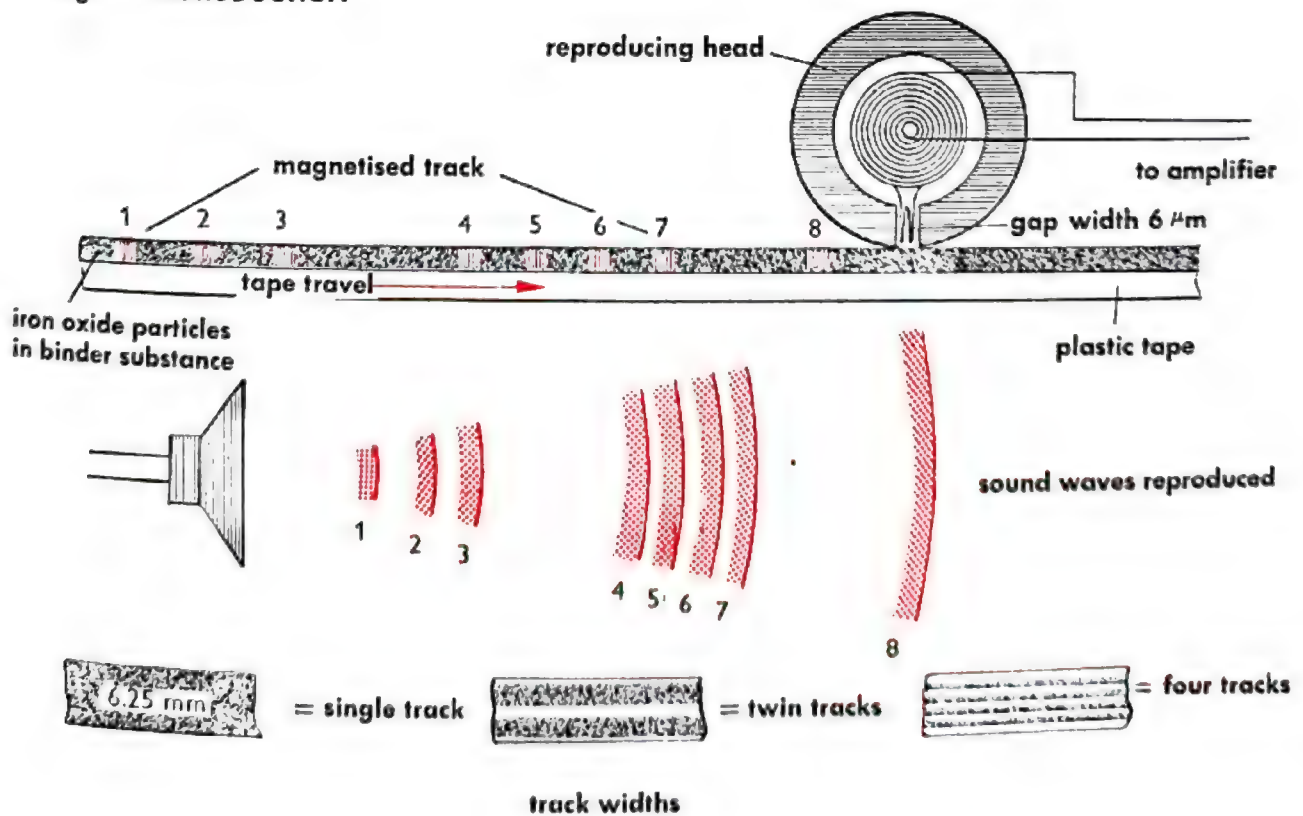 reproducing head
magnetised track
to amplifier
1 2 3 4 5 6 7 8
gap width 6 μm
tape travel
iron oxide particles
in binder substance
plastic tape
sound waves reproduced
1 2 3 4 5 6 7 8
6.25 mm = single track = twin tracks = four tracks
track widths